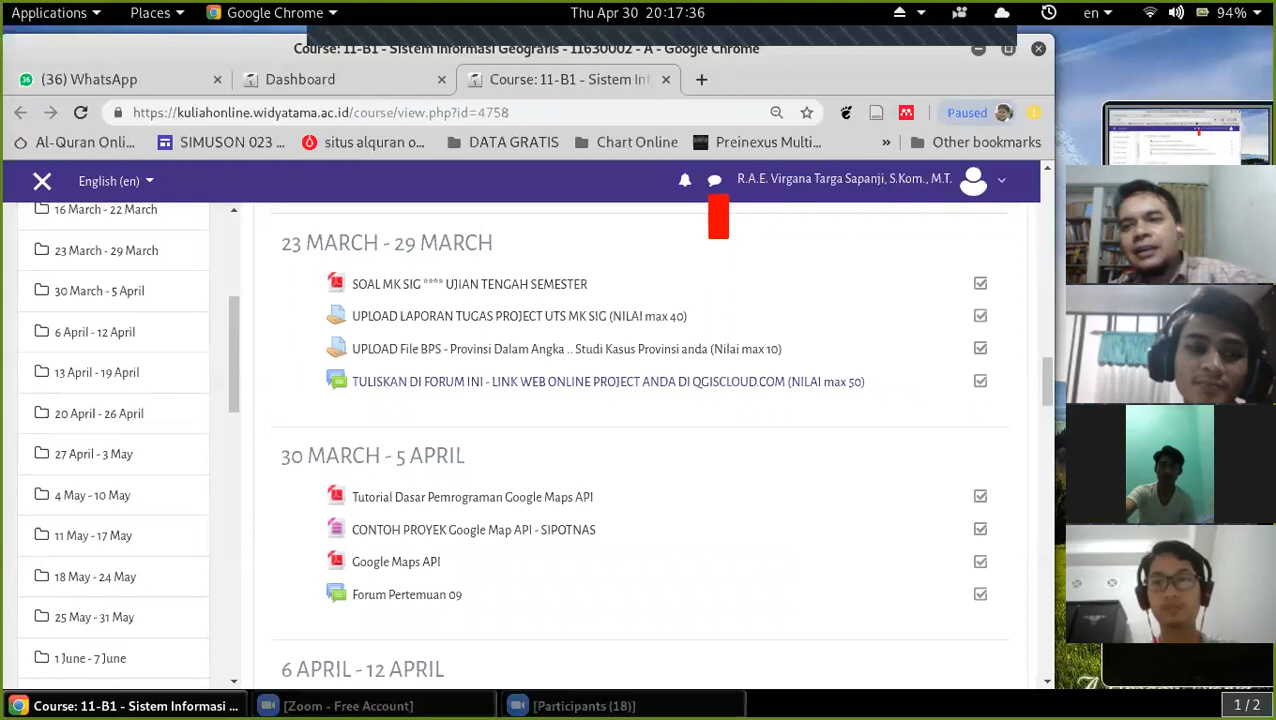 Applications Places Google Chrome Thu Apr 30 20:17:36 en 94%
Course: 11-B1 - Sistem Informasi Geografis - 11630002 - A - Google Chrome
(36) WhatsApp Dashboard Course: 11-B1 - Sistem In
https://kuliahonline.widyatama.ac.id/course/view.php?id=4758 Paused
Al-Quran Onli... SIMUSON 023 ... situs alquran A GRATIS Chart Online Multi... Other bookmarks
English (en) R.A.E. Virgana Targa Sapanji, S.Kom., M.T.
16 March - 22 March
23 March - 29 March
30 March - 5 April
6 April - 12 April
13 April - 19 April
20 April - 26 April
27 April - 3 May
4 May - 10 May
11 May - 17 May
18 May - 24 May
25 May - 31 May
1 June - 7 June
23 MARCH - 29 MARCH
SOAL MK SIG **** UJIAN TENGAH SEMESTER
UPLOAD LAPORAN TUGAS PROJECT UTS MK SIG (NILAI max 40)
UPLOAD File BPS - Provinsi Dalam Angka .. Studi Kasus Provinsi anda (Nilai max 10)
TULISKAN DI FORUM INI - LINK WEB ONLINE PROJECT ANDA DI QGISCLOUD.COM (NILAI max 50)
30 MARCH - 5 APRIL
Tutorial Dasar Pemrograman Google Maps API
CONTOH PROYEK Google Map API - SIPOTNAS
Google Maps API
Forum Pertemuan 09
6 APRIL - 12 APRIL
Course: 11-B1 - Sistem Informasi ... [Zoom - Free Account] [Participants (18)] 1 / 2